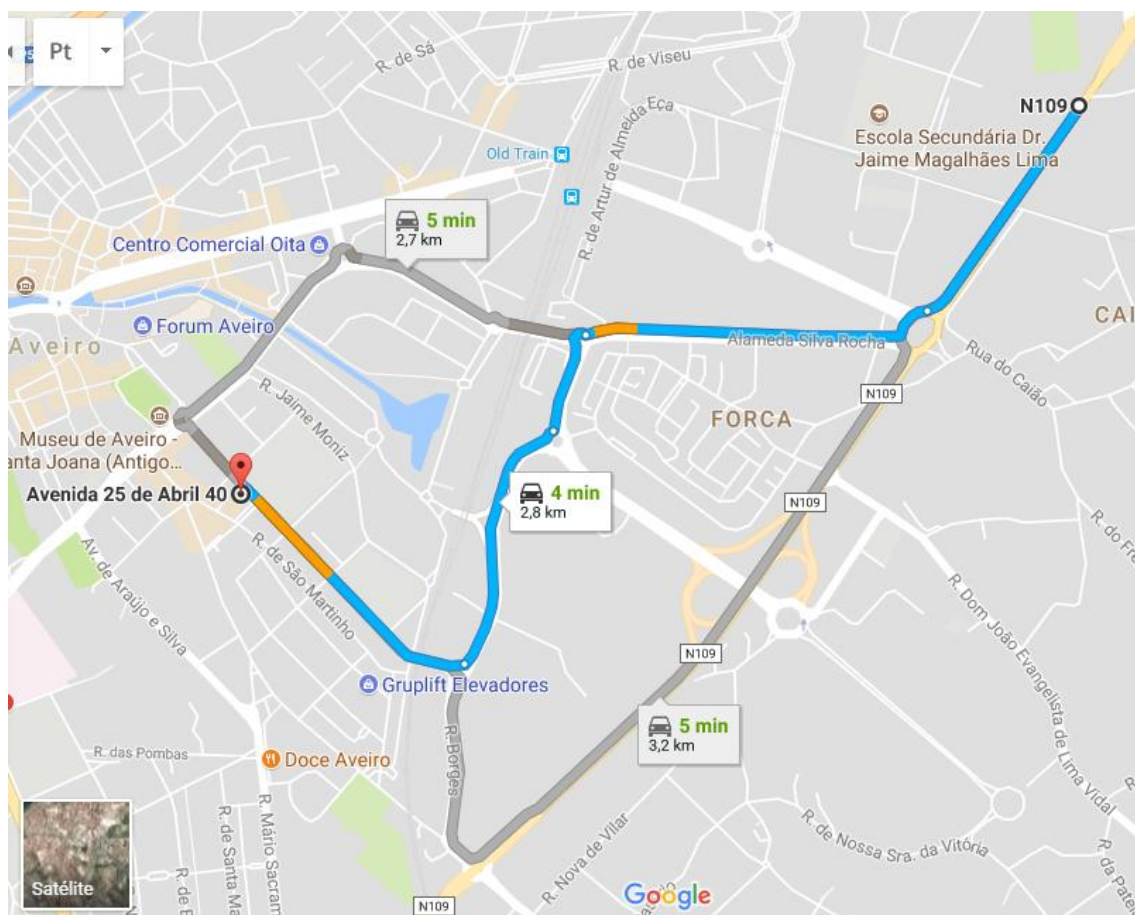 Pt
R. de Sá
R. de Viseu
N109
Escola Secundária Dr.
Jaime Magalhães Lima
Old Train
R. de Artur de Almeida Eça
5 min
2,7 km
Centro Comercial Oita
Forum Aveiro
Aveiro
Alameda Silva Rocha
CAI
Rua do Caião
R. Jaime Moniz
N109
FORCA
Museu de Aveiro -
anta Joana (Antigo...
Avenida 25 de Abril 40
4 min
2,8 km
N109
R. do Fre
R. de São Martinho
Av. de Araújo e Silva
R. Dom João Evangelista de Lima Vidal
N109
Gruplift Elevadores
5 min
3,2 km
R. Borges
R. das Pombas
Doce Aveiro
R. de Santa Ma
R. Mário Sacram
R. Nova de Vilar
R. de Nossa Sra. da Vitória
R. da Patel
Satélite
N109
Google